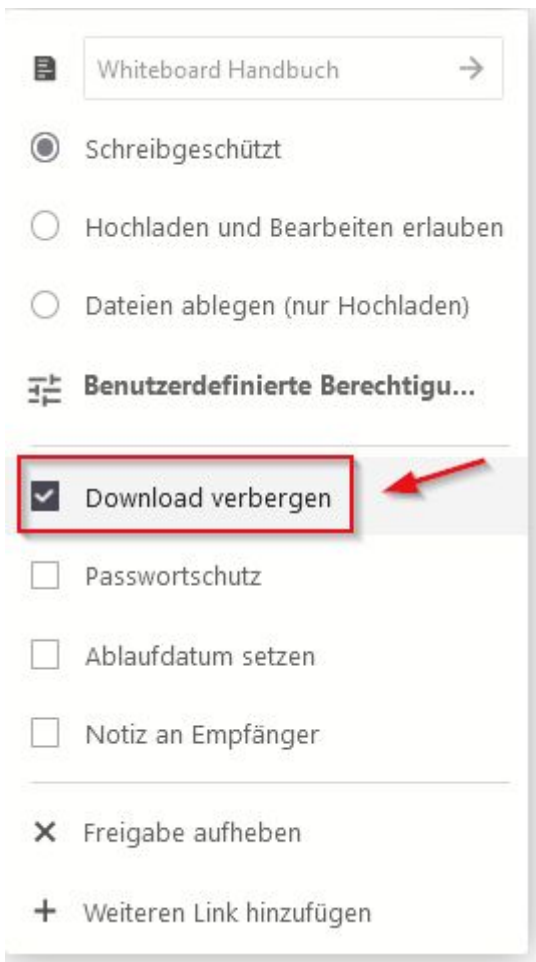 Whiteboard Handbuch
Schreibgeschützt
Hochladen und Bearbeiten erlauben
Dateien ablegen (nur Hochladen)
Benutzerdefinierte Berechtigu...
Download verbergen
Passwortschutz
Ablaufdatum setzen
Notiz an Empfänger
Freigabe aufheben
Weiteren Link hinzufügen